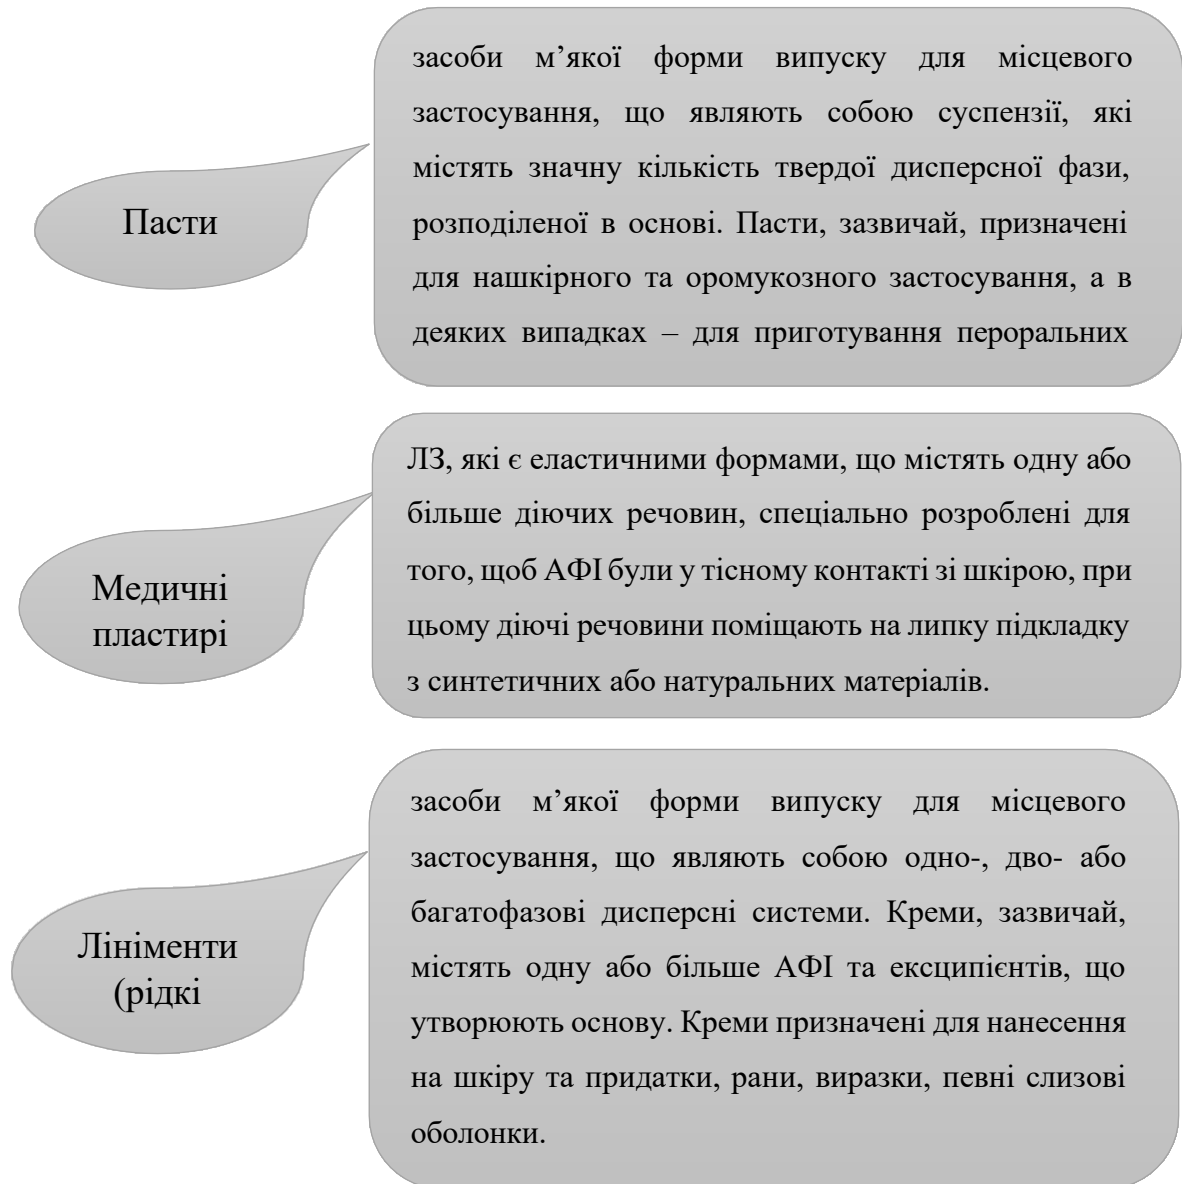 Пасти
засоби м’якої форми випуску для місцевого
застосування, що являють собою суспензії, які
містять значну кількість твердої дисперсної фази,
розподіленої в основі. Пасти, зазвичай, призначені
для нашкірного та оромукозного застосування, а в
деяких випадках – для приготування пероральних
Медичні
пластирі
ЛЗ, які є еластичними формами, що містять одну або
більше діючих речовин, спеціально розроблені для
того, щоб АФІ були у тісному контакті зі шкірою, при
цьому діючі речовини поміщають на липку підкладку
з синтетичних або натуральних матеріалів.
Лініменти
(рідкі
засоби м’якої форми випуску для місцевого
застосування, що являють собою одно-, дво- або
багатофазові дисперсні системи. Креми, зазвичай,
містять одну або більше АФІ та ексципієнтів, що
утворюють основу. Креми призначені для нанесення
на шкіру та придатки, рани, виразки, певні слизові
оболонки.